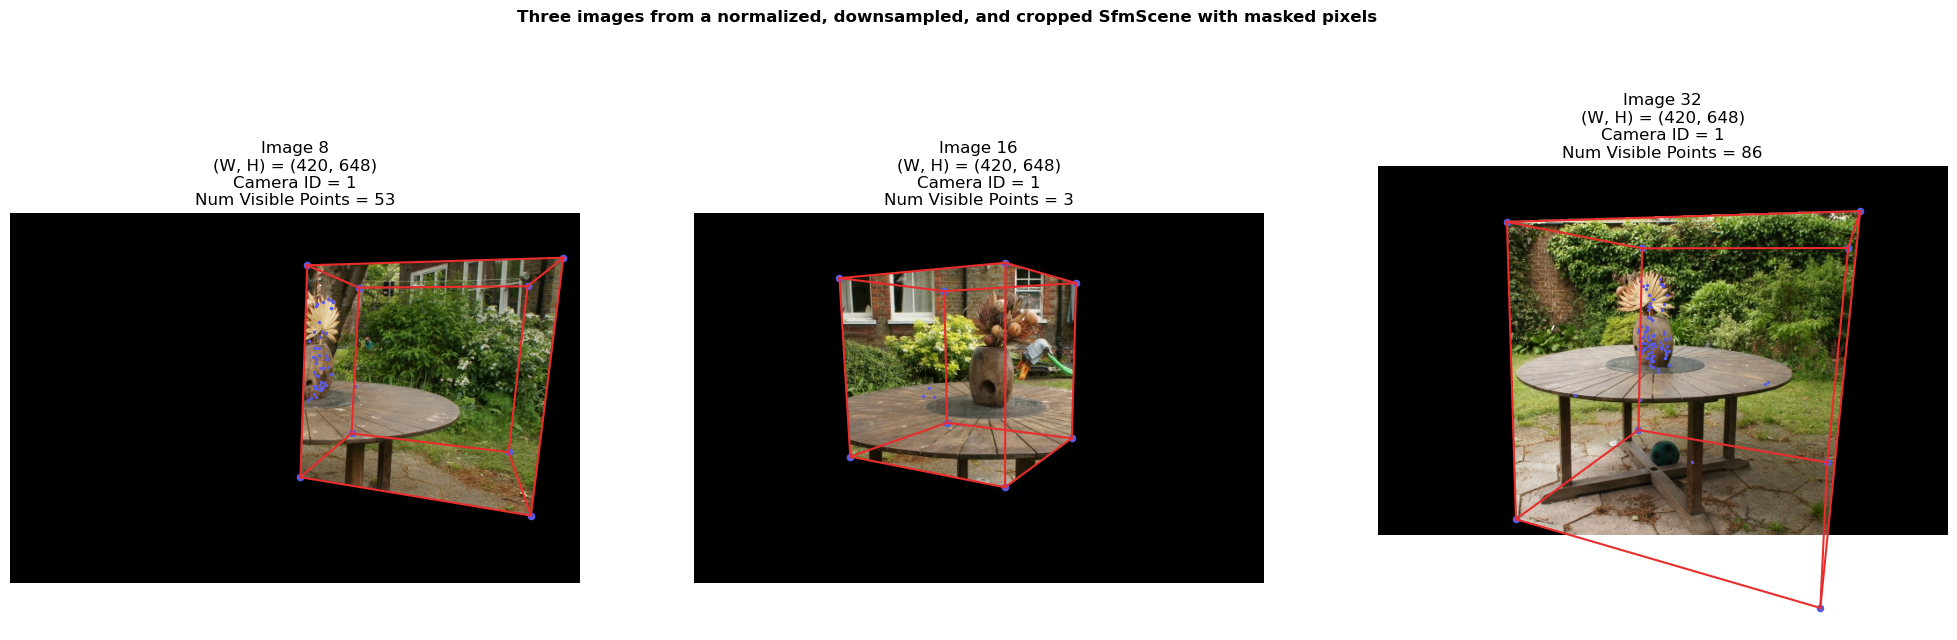 Three images from a normalized, downsampled, and cropped SfmScene with masked pixels
Image 8
(W, H) = (420, 648)
Camera ID = 1
Num Visible Points = 53
Image 16
(W, H) = (420, 648)
Camera ID = 1
Num Visible Points = 3
Image 32
(W, H) = (420, 648)
Camera ID = 1
Num Visible Points = 86